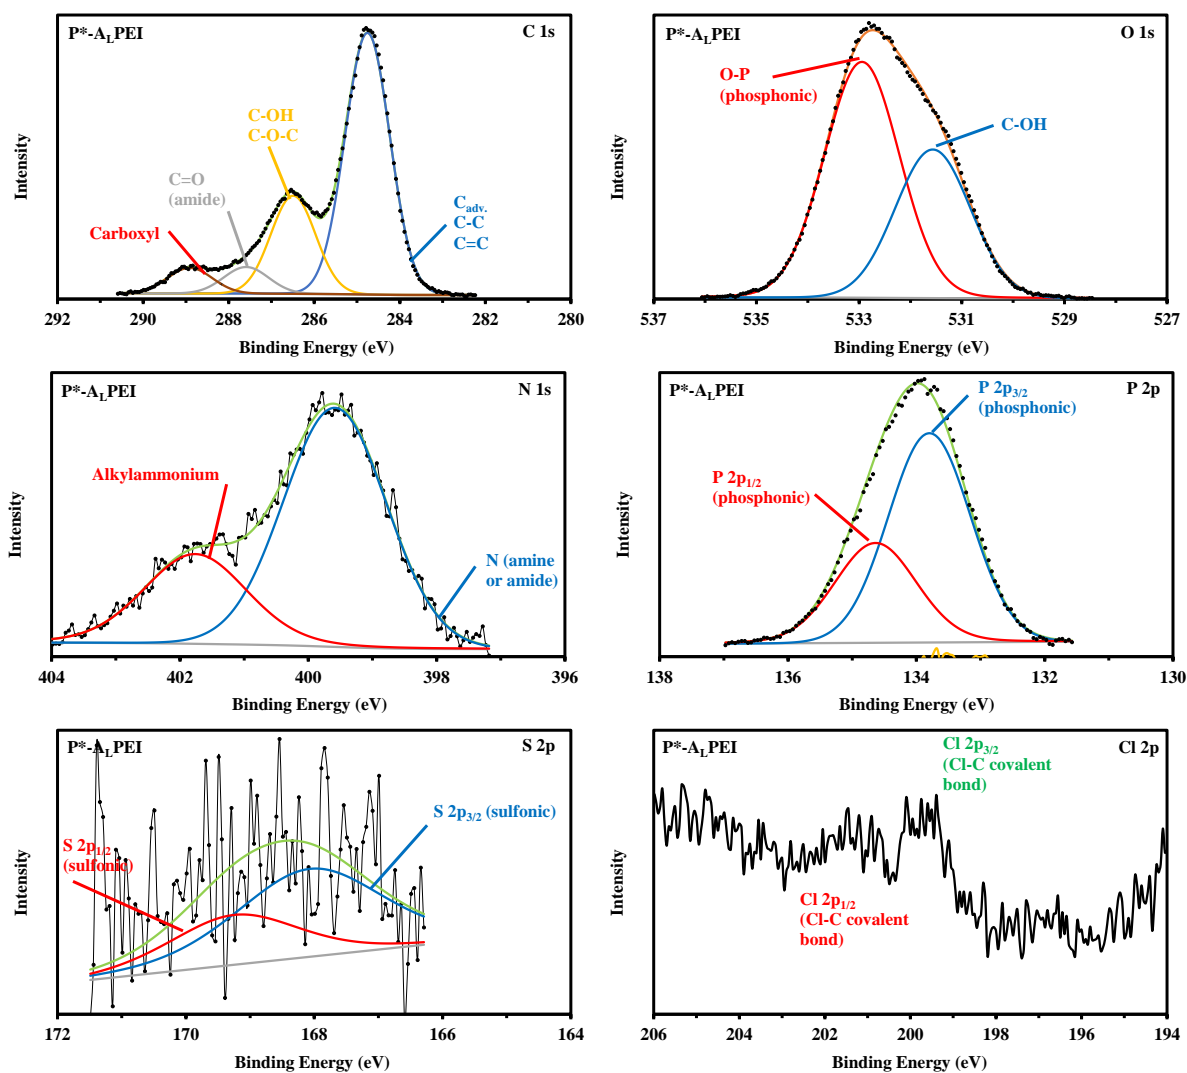 P*-ALPEI
C 1s
C-OH
C-O-C
C=O
(amide)
Carboxyl
Cadv.
C-C
C=C
Intensity
292 290 288 286 284 282 280
Binding Energy (eV)
P*-ALPEI
O 1s
O-P
(phosphonic)
C-OH
Intensity
537 535 533 531 529 527
Binding Energy (eV)
P*-ALPEI
N 1s
Alkylammonium
N (amine
or amide)
Intensity
404 402 400 398 396
Binding Energy (eV)
P*-ALPEI
P 2p
P 2p3/2
(phosphonic)
P 2p1/2
(phosphonic)
Intensity
138 136 134 132 130
Binding Energy (eV)
P*-ALPEI
S 2p
S 2p3/2 (sulfonic)
S 2p1/2
(sulfonic)
Intensity
172 170 168 166 164
Binding Energy (eV)
P*-ALPEI
Cl 2p
Cl 2p3/2
(Cl-C covalent
bond)
Cl 2p1/2
(Cl-C covalent
bond)
Intensity
206 204 202 200 198 196 194
Binding Energy (eV)